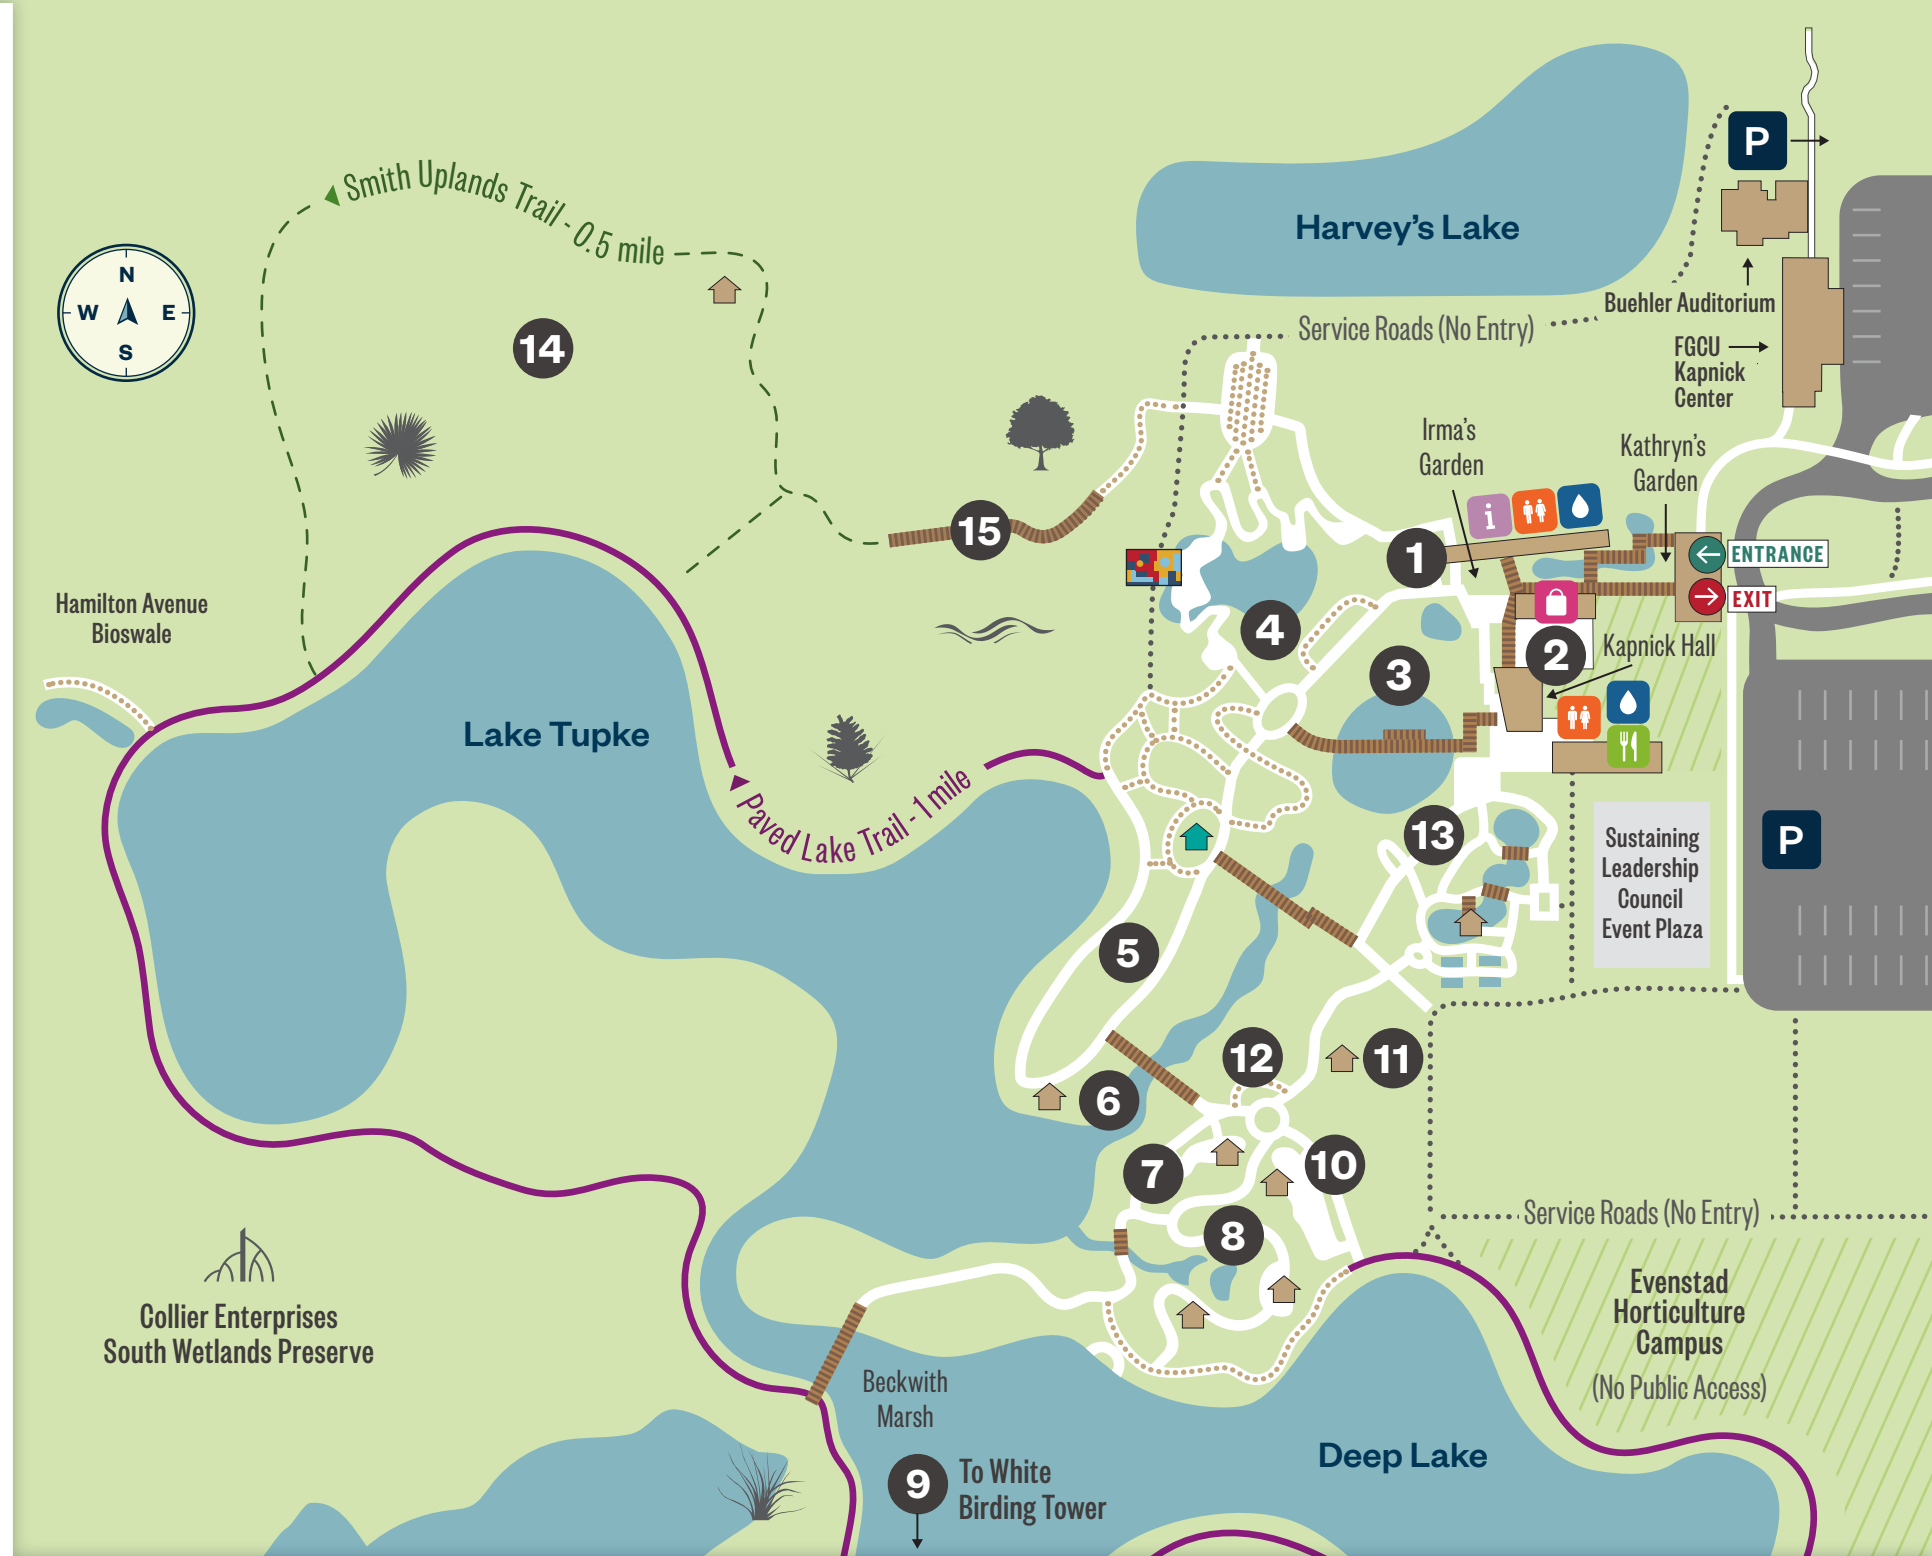 P
Smith Uplands Trail - 0.5 mile
Harvey's Lake
N
W E
S
Buehler Auditorium
Service Roads (No Entry)
FGCU
Kapnick
Center
14
Irma's
Garden
Kathryn's
Garden
i
15
1
ENTRANCE
EXIT
Hamilton Avenue
Bioswale
4
2
Kapnick Hall
3
Lake Tupke
Paved Lake Trail - 1 mile
13
P
Sustaining
Leadership
Council
Event Plaza
5
12
11
6
7
10
8
Service Roads (No Entry)
Collier Enterprises
South Wetlands Preserve
Evenstad
Horticulture
Campus
(No Public Access)
Beckwith
Marsh
Deep Lake
9
To White
Birding Tower